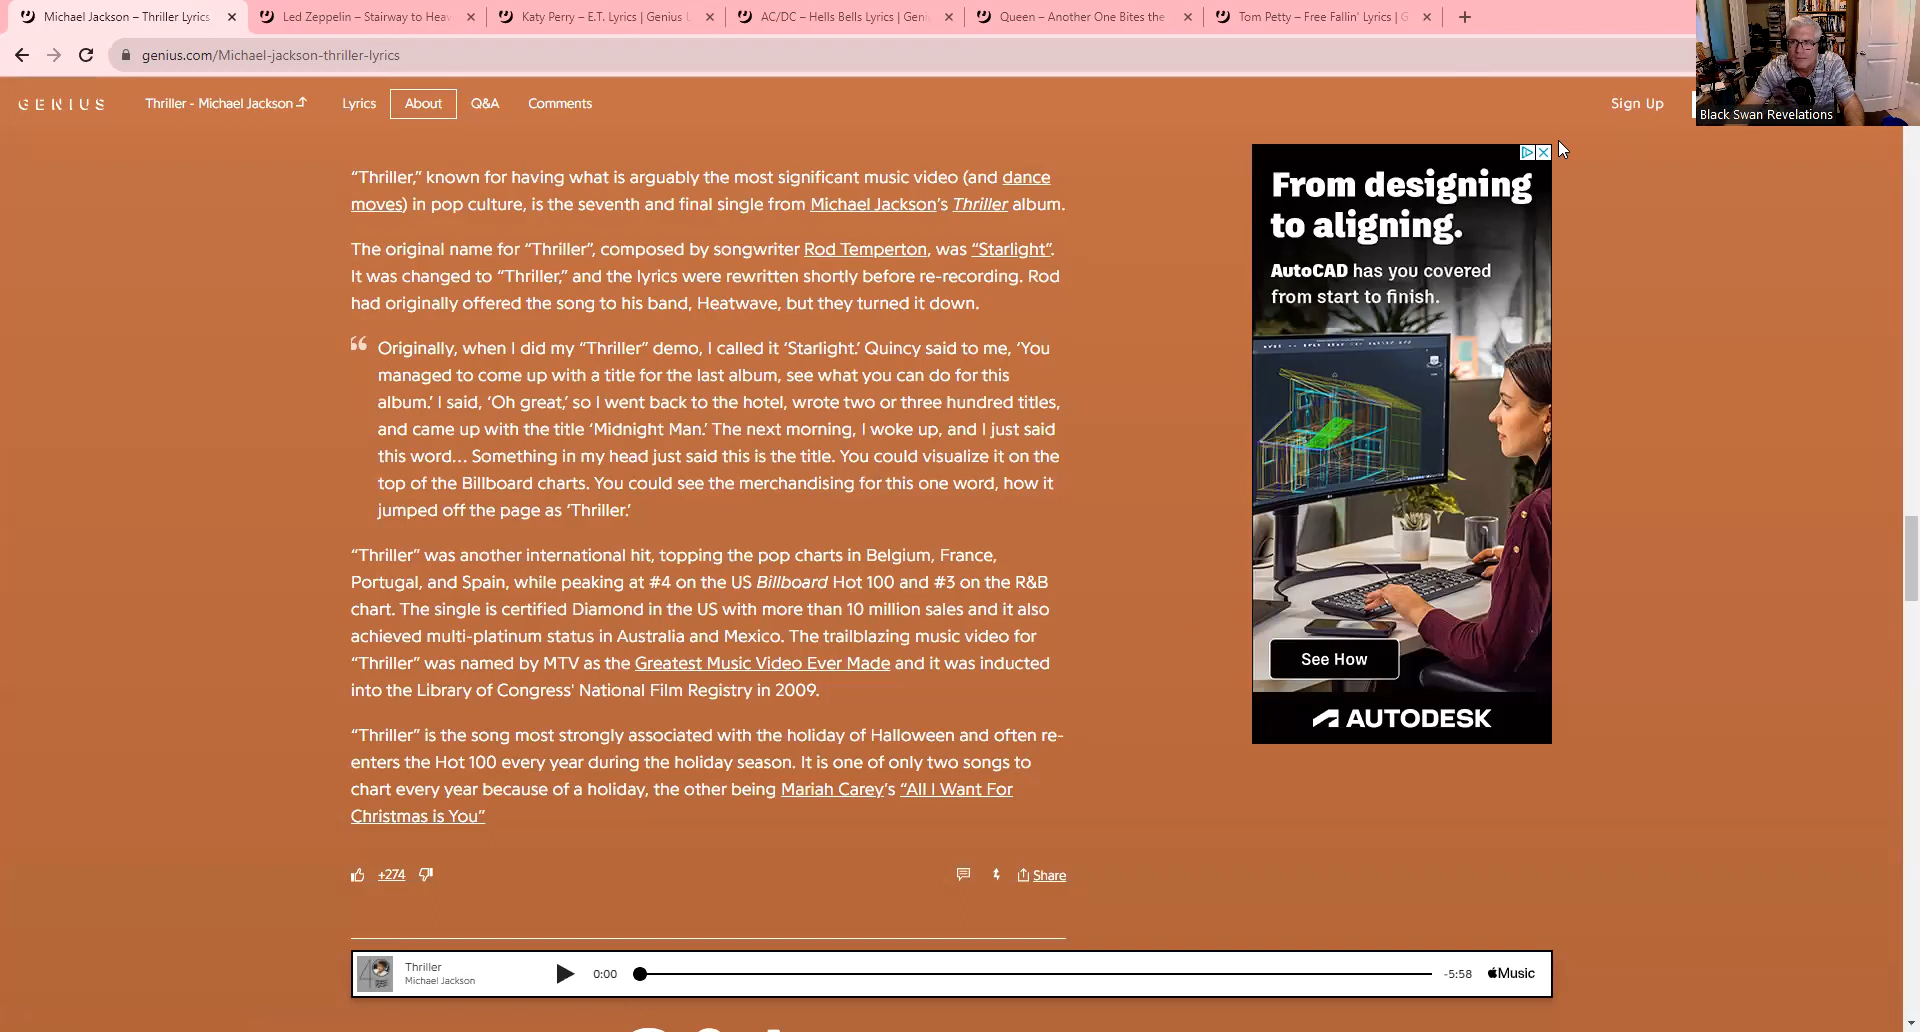 Michael Jackson – Thriller Lyrics
Led Zeppelin – Stairway to Heav
Katy Perry – E.T. Lyrics | Genius L
AC/DC – Hells Bells Lyrics | Geni
Queen – Another One Bites the
Tom Petty – Free Fallin' Lyrics | G
genius.com/Michael-jackson-thriller-lyrics
GENIUS
Thriller - Michael Jackson
Lyrics
About
Q&A
Comments
Sign Up
Black Swan Revelations
“Thriller,” known for having what is arguably the most significant music video (and dance
moves) in pop culture, is the seventh and final single from Michael Jackson’s Thriller album.
The original name for “Thriller”, composed by songwriter Rod Temperton, was “Starlight”.
It was changed to “Thriller,” and the lyrics were rewritten shortly before re-recording. Rod
had originally offered the song to his band, Heatwave, but they turned it down.
“ Originally, when I did my “Thriller” demo, I called it ‘Starlight.’ Quincy said to me, ‘You
managed to come up with a title for the last album, see what you can do for this
album.’ I said, ‘Oh great,’ so I went back to the hotel, wrote two or three hundred titles,
and came up with the title ‘Midnight Man.’ The next morning, I woke up, and I just said
this word… Something in my head just said this is the title. You could visualize it on the
top of the Billboard charts. You could see the merchandising for this one word, how it
jumped off the page as ‘Thriller.’
“Thriller” was another international hit, topping the pop charts in Belgium, France,
Portugal, and Spain, while peaking at #4 on the US Billboard Hot 100 and #3 on the R&B
chart. The single is certified Diamond in the US with more than 10 million sales and it also
achieved multi-platinum status in Australia and Mexico. The trailblazing music video for
“Thriller” was named by MTV as the Greatest Music Video Ever Made and it was inducted
into the Library of Congress' National Film Registry in 2009.
“Thriller” is the song most strongly associated with the holiday of Halloween and often re-
enters the Hot 100 every year during the holiday season. It is one of only two songs to
chart every year because of a holiday, the other being Mariah Carey’s “All I Want For
Christmas is You”
+274
Share
From designing
to aligning.
AutoCAD has you covered
from start to finish.
See How
AUTODESK
Thriller
Michael Jackson
0:00
-5:58
Music